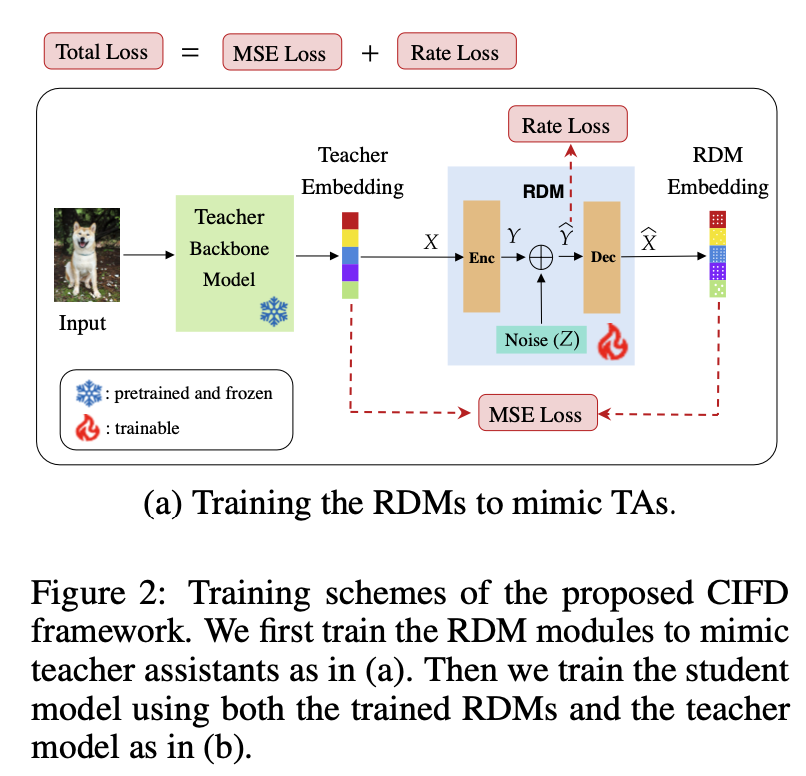 Total Loss = MSE Loss + Rate Loss
Rate Loss
Teacher
Embedding
RDM
Embedding
RDM
Teacher
Backbone
Model
Input
X
Enc
Y
Ŷ
Dec
X̂
Noise (Z)
: pretrained and frozen
: trainable
MSE Loss
(a) Training the RDMs to mimic TAs.
Figure 2: Training schemes of the proposed CIFD
framework. We first train the RDM modules to mimic
teacher assistants as in (a). Then we train the student
model using both the trained RDMs and the teacher
model as in (b).